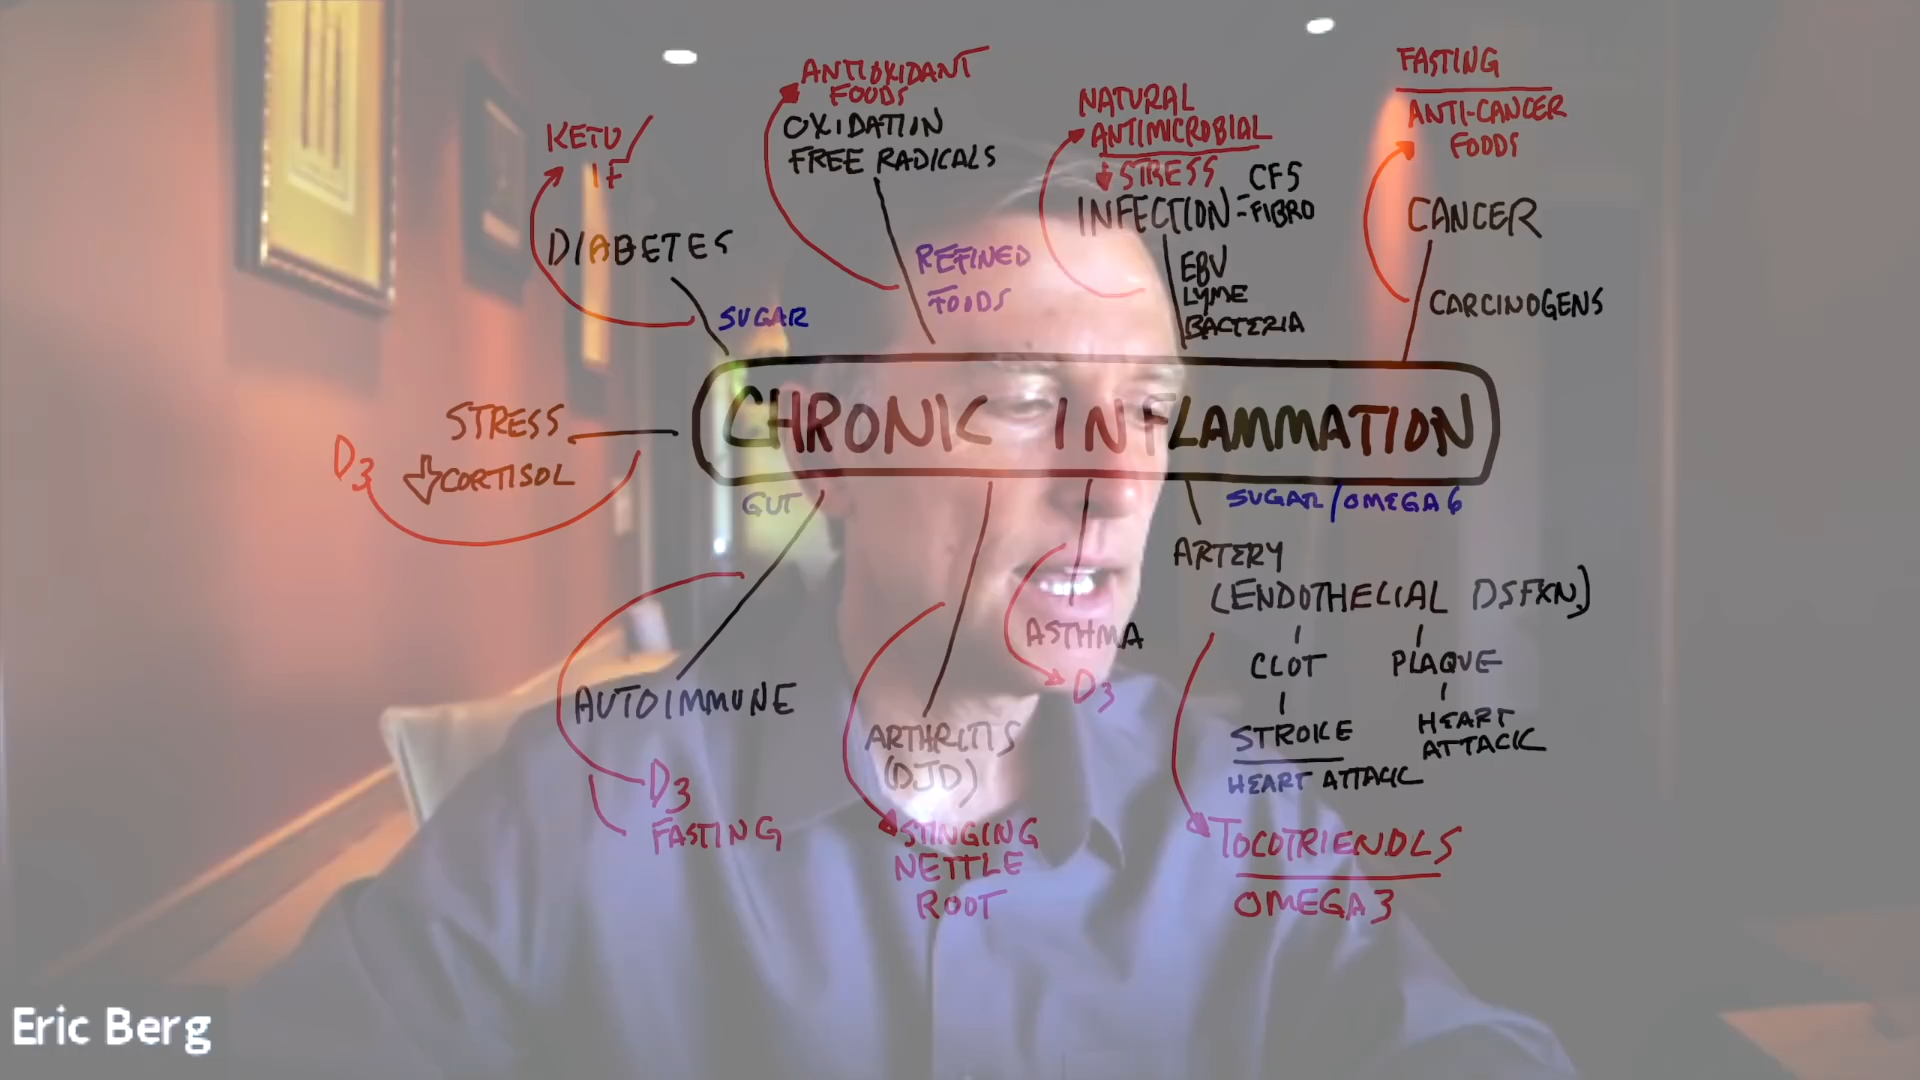 FASTING
ANTI-CANCER
FOODS
ANTIOXIDANT
FOODS
OXIDATION
FREE RADICALS
NATURAL
ANTIMICROBIAL
STRESS
INFECTION = CFS
FIBRO
KETO/
IF
DIABETES
SUGAR
REFINED
FOODS
EBV
LYME
BACTERIA
CANCER
CARCINOGENS
CHRONIC INFLAMMATION
STRESS
CORTISOL
D3
GUT
SUGAR/OMEGA 6
ARTERY
(ENDOTHELIAL DSFXN)
CLOT
PLAQUE
STROKE
HEART ATTACK
HEART
ATTACK
ASTHMA
D3
AUTOIMMUNE
D3
FASTING
ARTHRITIS
(DJD)
STINGING
NETTLE
ROOT
TOCOTRIENOLS
OMEGA 3
Eric Berg